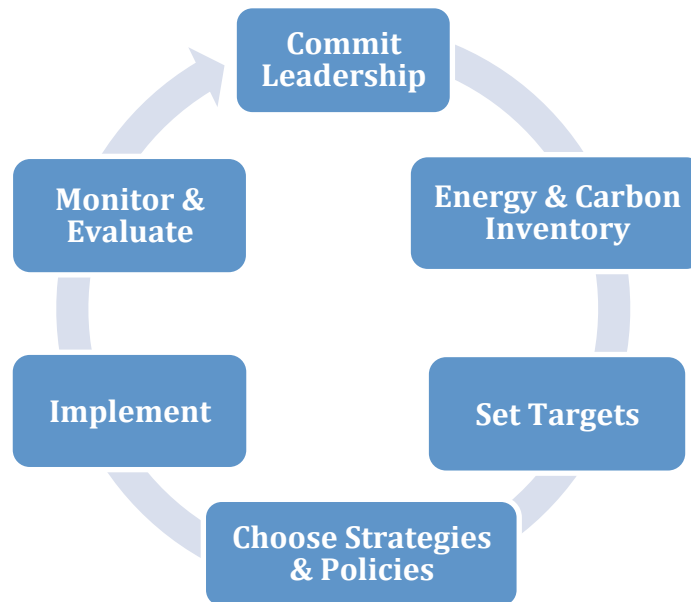 Commit
Leadership
Energy & Carbon
Inventory
Set Targets
Choose Strategies
& Policies
Implement
Monitor &
Evaluate